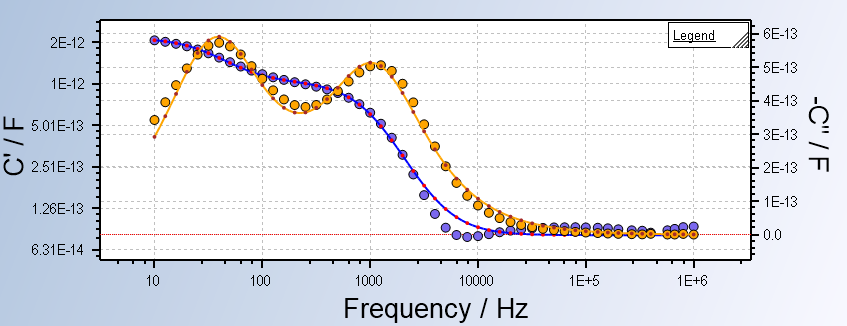 Legend
2E-12
1E-12
5.01E-13
2.51E-13
1.26E-13
6.31E-14
C' / F
6E-13
5E-13
4E-13
3E-13
2E-13
1E-13
0.0
-C'' / F
10
100
1000
10000
1E+5
1E+6
Frequency / Hz